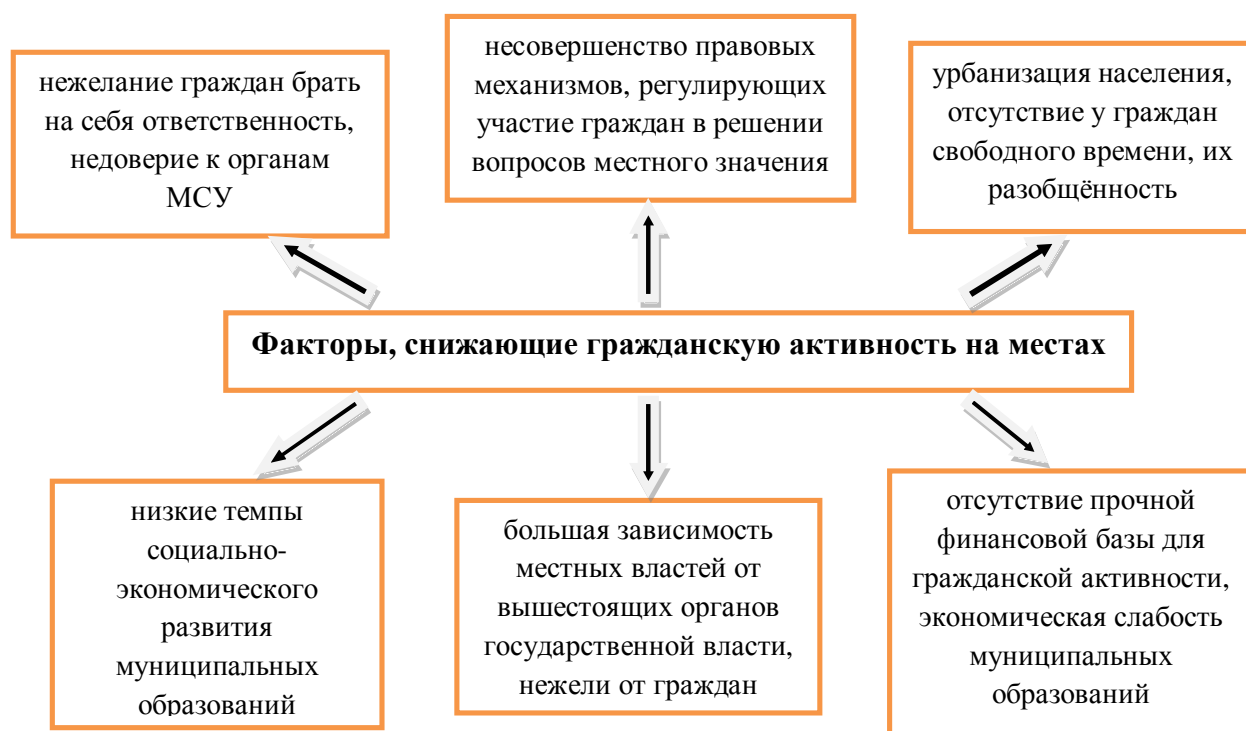 нежелание граждан брать
на себя ответственность,
недоверие к органам
МСУ
несовершенство правовых
механизмов, регулирующих
участие граждан в решении
вопросов местного значения
урбанизация населения,
отсутствие у граждан
свободного времени, их
разобщённость
Факторы, снижающие гражданскую активность на местах
низкие темпы
социально-
экономического
развития
муниципальных
образований
большая зависимость
местных властей от
вышестоящих органов
государственной власти,
нежели от граждан
отсутствие прочной
финансовой базы для
гражданской активности,
экономическая слабость
муниципальных
образований